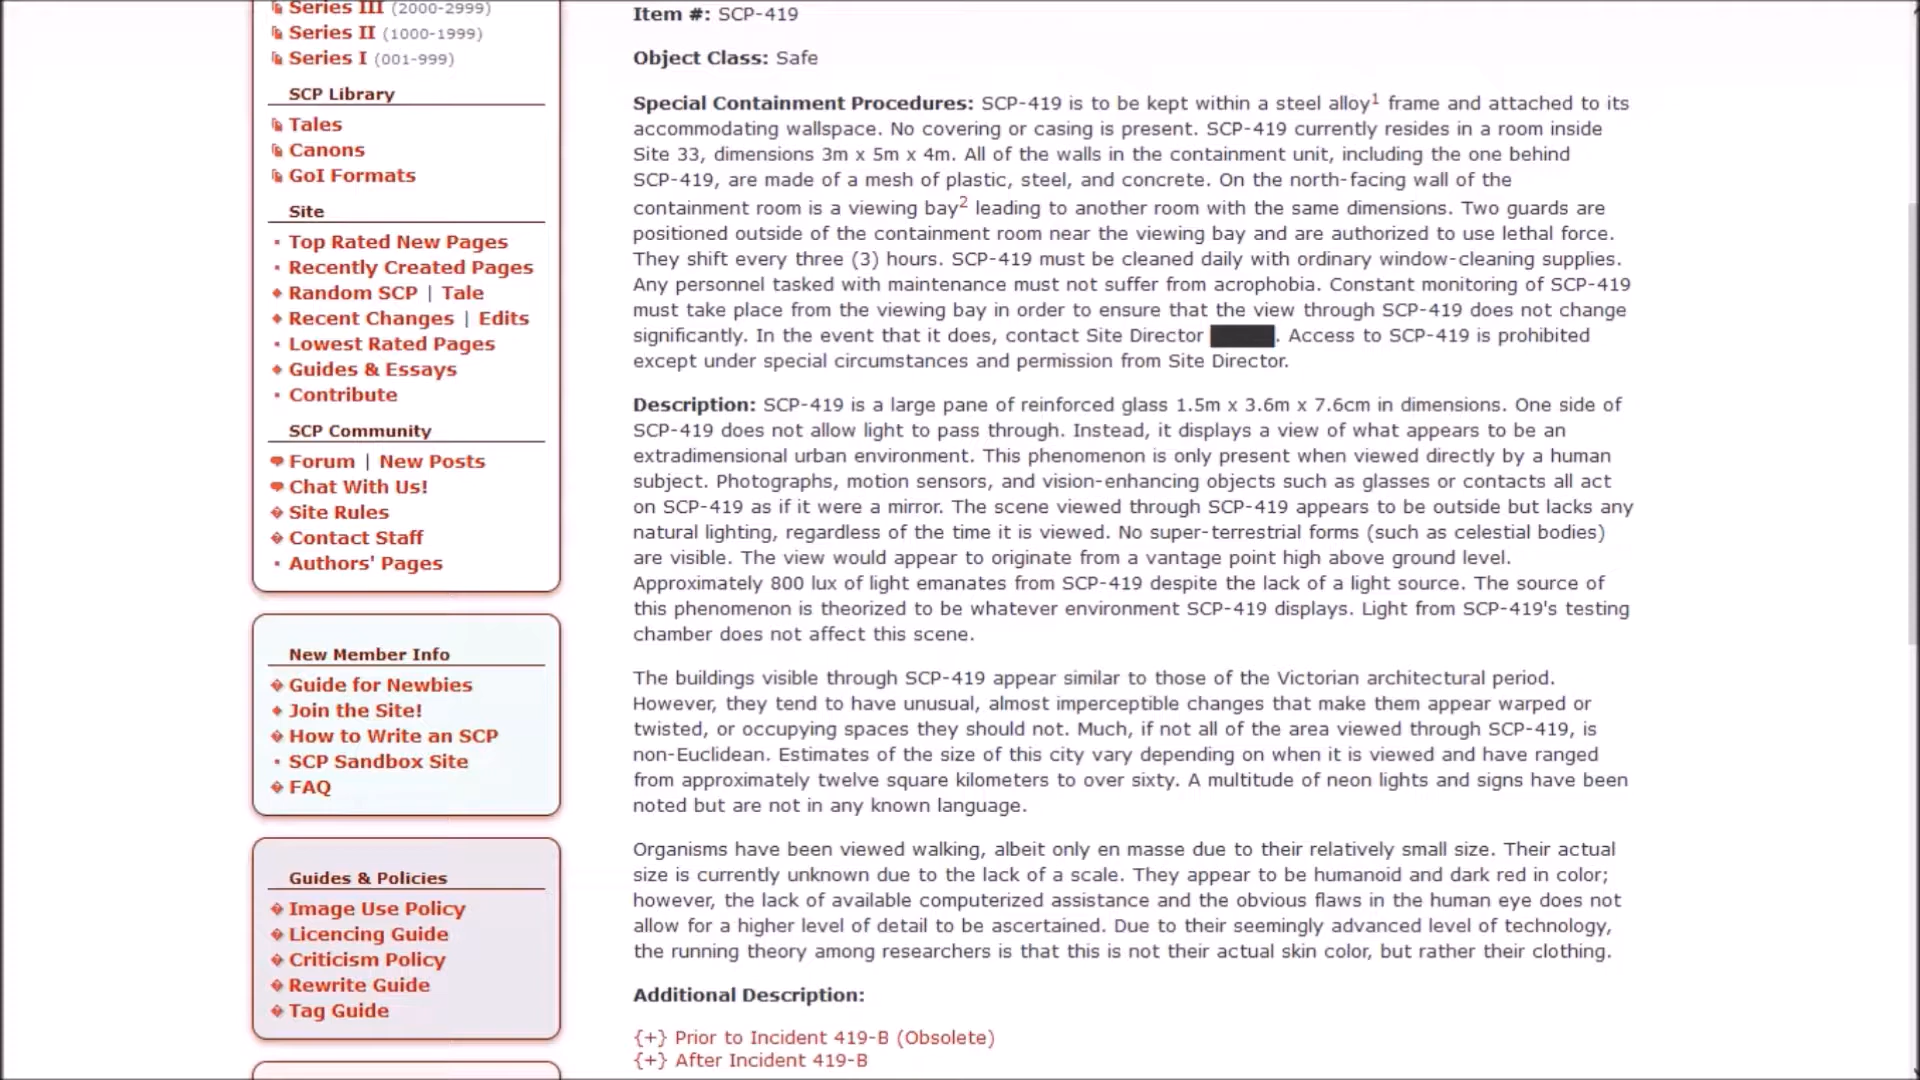 Series III (2000-2999)
Series II (1000-1999)
Series I (001-999)
SCP Library
Tales
Canons
GoI Formats
Site
Top Rated New Pages
Recently Created Pages
Random SCP | Tale
Recent Changes | Edits
Lowest Rated Pages
Guides & Essays
Contribute
SCP Community
Forum | New Posts
Chat With Us!
Site Rules
Contact Staff
Authors' Pages
New Member Info
Guide for Newbies
Join the Site!
How to Write an SCP
SCP Sandbox Site
FAQ
Guides & Policies
Image Use Policy
Licencing Guide
Criticism Policy
Rewrite Guide
Tag Guide
Item #: SCP-419
Object Class: Safe
Special Containment Procedures: SCP-419 is to be kept within a steel alloy1 frame and attached to its
accommodating wallspace. No covering or casing is present. SCP-419 currently resides in a room inside
Site 33, dimensions 3m x 5m x 4m. All of the walls in the containment unit, including the one behind
SCP-419, are made of a mesh of plastic, steel, and concrete. On the north-facing wall of the
containment room is a viewing bay2 leading to another room with the same dimensions. Two guards are
positioned outside of the containment room near the viewing bay and are authorized to use lethal force.
They shift every three (3) hours. SCP-419 must be cleaned daily with ordinary window-cleaning supplies.
Any personnel tasked with maintenance must not suffer from acrophobia. Constant monitoring of SCP-419
must take place from the viewing bay in order to ensure that the view through SCP-419 does not change
significantly. In the event that it does, contact Site Director █████. Access to SCP-419 is prohibited
except under special circumstances and permission from Site Director.
Description: SCP-419 is a large pane of reinforced glass 1.5m x 3.6m x 7.6cm in dimensions. One side of
SCP-419 does not allow light to pass through. Instead, it displays a view of what appears to be an
extradimensional urban environment. This phenomenon is only present when viewed directly by a human
subject. Photographs, motion sensors, and vision-enhancing objects such as glasses or contacts all act
on SCP-419 as if it were a mirror. The scene viewed through SCP-419 appears to be outside but lacks any
natural lighting, regardless of the time it is viewed. No super-terrestrial forms (such as celestial bodies)
are visible. The view would appear to originate from a vantage point high above ground level.
Approximately 800 lux of light emanates from SCP-419 despite the lack of a light source. The source of
this phenomenon is theorized to be whatever environment SCP-419 displays. Light from SCP-419's testing
chamber does not affect this scene.
The buildings visible through SCP-419 appear similar to those of the Victorian architectural period.
However, they tend to have unusual, almost imperceptible changes that make them appear warped or
twisted, or occupying spaces they should not. Much, if not all of the area viewed through SCP-419, is
non-Euclidean. Estimates of the size of this city vary depending on when it is viewed and have ranged
from approximately twelve square kilometers to over sixty. A multitude of neon lights and signs have been
noted but are not in any known language.
Organisms have been viewed walking, albeit only en masse due to their relatively small size. Their actual
size is currently unknown due to the lack of a scale. They appear to be humanoid and dark red in color;
however, the lack of available computerized assistance and the obvious flaws in the human eye does not
allow for a higher level of detail to be ascertained. Due to their seemingly advanced level of technology,
the running theory among researchers is that this is not their actual skin color, but rather their clothing.
Additional Description:
{+} Prior to Incident 419-B (Obsolete)
{+} After Incident 419-B